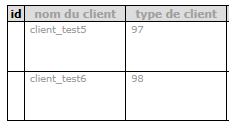 id nom du client type de client
client_test5 97
client_test6 98